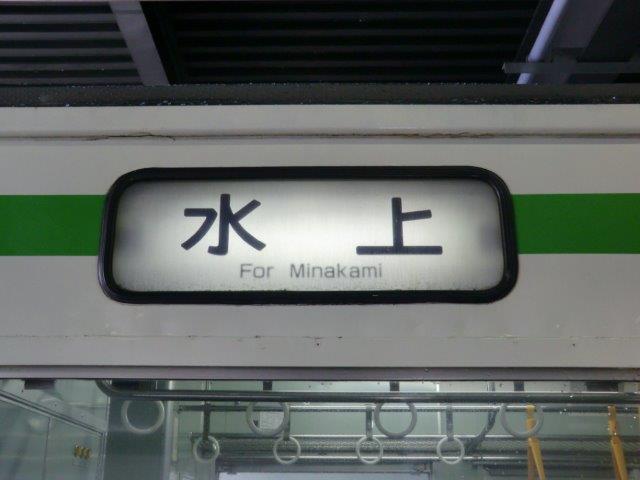 水上
For Minakami